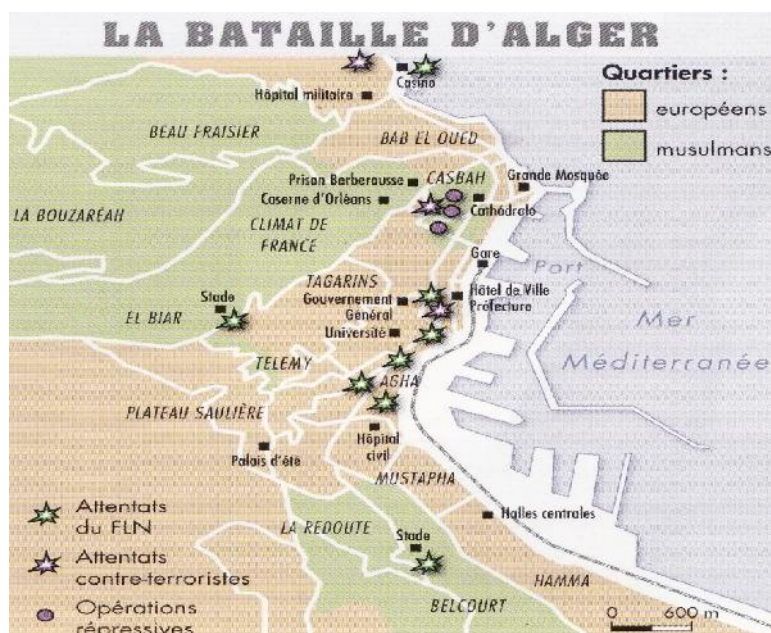 LA BATAILLE D'ALGER
Quartiers :
européens
musulmans
Casino
Hôpital militaire
BEAU FRAISIER
BAB EL OUED
Prison Barberousse
CASBAH
Grande Mosquée
Caserne d'Orléans
Cathédrale
LA BOUZARÉAH
CLIMAT DE
FRANCE
Gare
Port
TAGARINS
Stade
Gouvernement
Général
Hôtel de Ville
Préfecture
EL BIAR
Université
Mer
Méditerranée
TELEMY
AGHA
PLATEAU SAULIÈRE
Hôpital
civil
Palais d'été
MUSTAPHA
Attentats
du FLN
LA REDOUTE
Halles centrales
Stade
Attentats
contre-terroristes
HAMMA
BELCOURT
Opérations
répressives
0 600 m